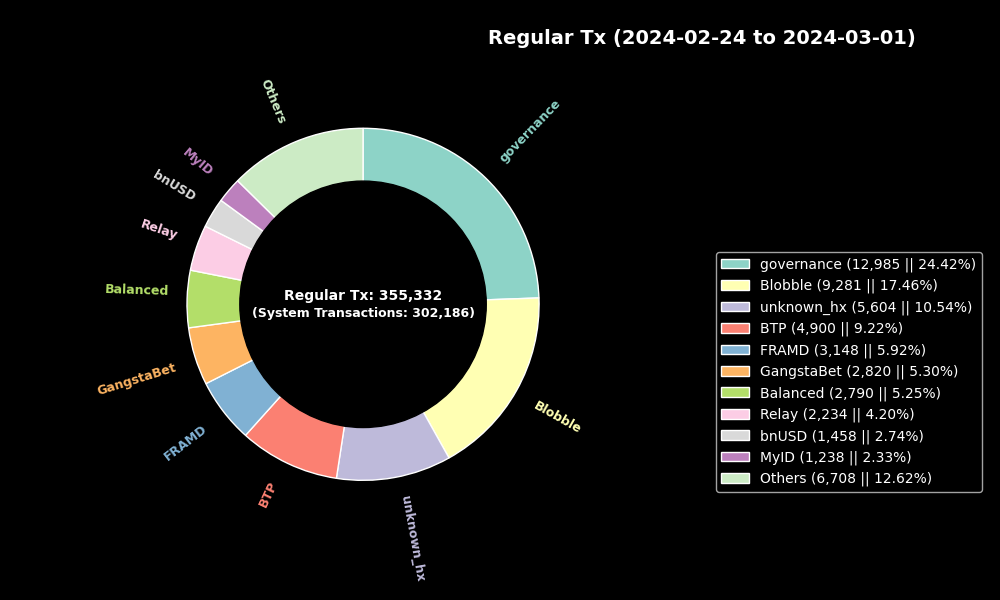 Regular Tx (2024-02-24 to 2024-03-01)
Others
governance
MyID
bnUSD
Relay
Balanced
GangstaBet
FRAMD
BTP
unknown_hx
Blobble
Regular Tx: 355,332
(System Transactions: 302,186)
governance (12,985 || 24.42%)
Blobble (9,281 || 17.46%)
unknown_hx (5,604 || 10.54%)
BTP (4,900 || 9.22%)
FRAMD (3,148 || 5.92%)
GangstaBet (2,820 || 5.30%)
Balanced (2,790 || 5.25%)
Relay (2,234 || 4.20%)
bnUSD (1,458 || 2.74%)
MyID (1,238 || 2.33%)
Others (6,708 || 12.62%)